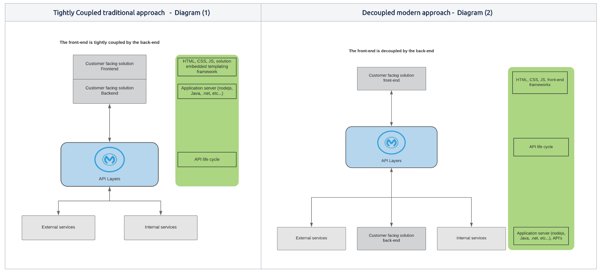 Tightly Coupled traditional approach - Diagram (1)
The front-end is rightly coupled by the back-end
Customer facing solution
Frontend
Customer facing solution
Backend
HTML, CSS, JS, solution
embedded templating
framework
Application server (nodejs,
Java, .net, etc...)
API Layers
API life cycle
External services
Internal services
Decoupled modern approach - Diagram (2)
The front-end is decoupled by the back-end
Customer facing solution
front-end
HTML, CSS, JS, front-end
frameworks
API Layers
API life cycle
External services
Customer facing solution
back-end
Internal services
Application server (nodejs,
Java, .net, etc...), API's